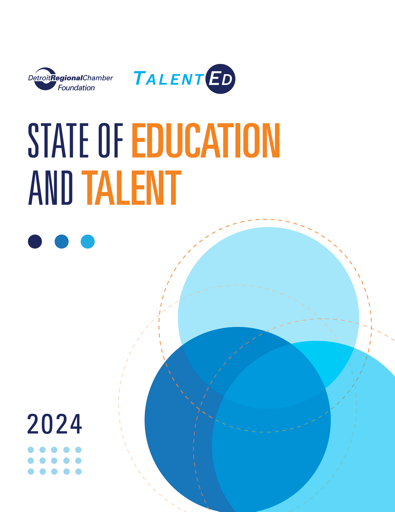 DetroitRegionalChamber
Foundation
TALENTED
STATE OF EDUCATION
AND TALENT
2024